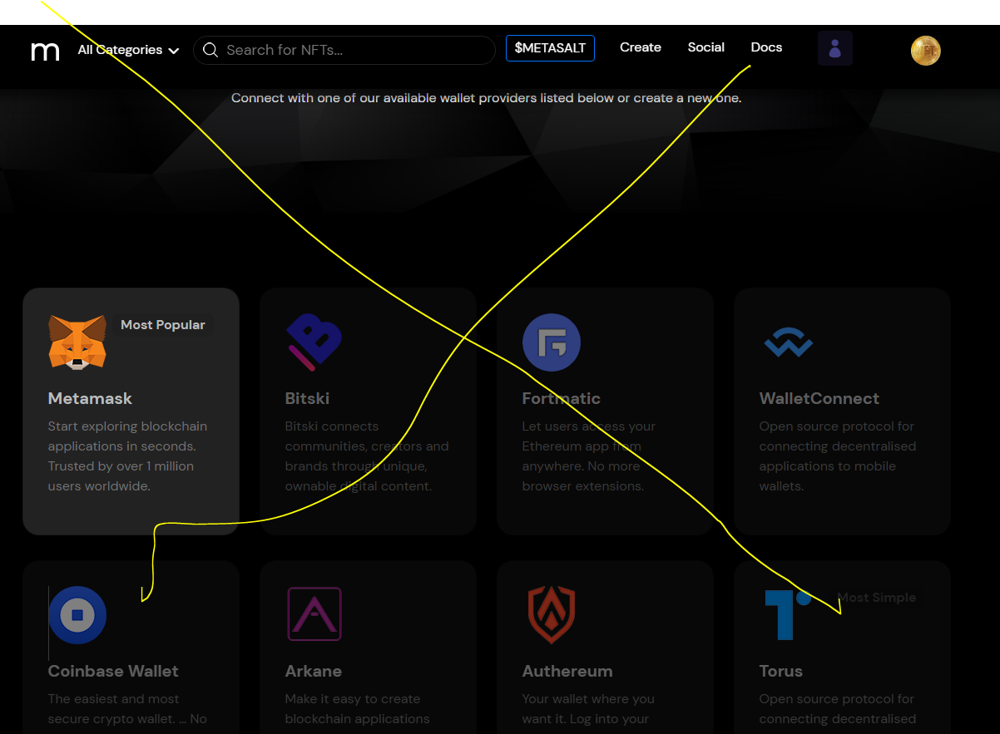 m All Categories Search for NFTs... $METASALT Create Social Docs
Connect with one of our available wallet providers listed below or create a new one.
Most Popular
Metamask
Start exploring blockchain
applications in seconds.
Trusted by over 1 million
users worldwide.
Bitski
Bitski connects
communities, creators and
brands through unique,
ownable digital content.
Fortmatic
Let users access your
Ethereum app from
anywhere. No more
browser extensions.
WalletConnect
Open source protocol for
connecting decentralised
applications to mobile
wallets.
Coinbase Wallet
The easiest and most
secure crypto wallet. ... No
Arkane
Make it easy to create
blockchain applications
Authereum
Your wallet where you
want it. Log into your
Most Simple
Torus
Open source protocol for
connecting decentralised